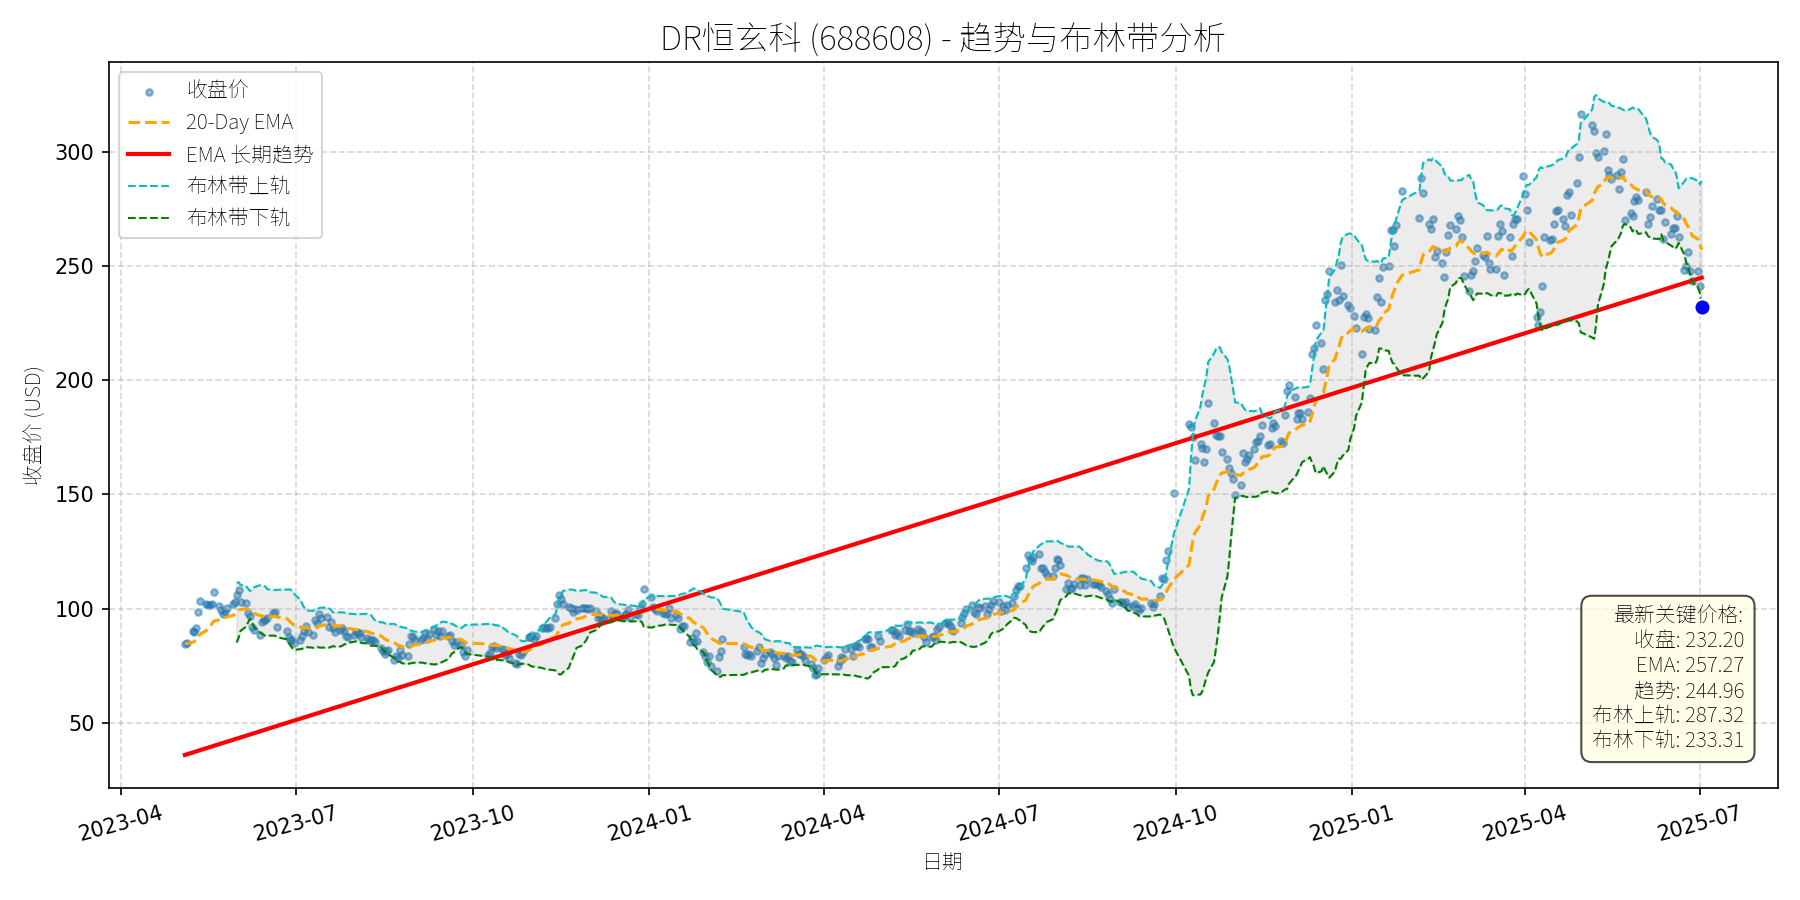 DR恒玄科 (688608) - 趋势与布林带分析
收盘价
20-Day EMA
EMA 长期趋势
布林带上轨
布林带下轨
300
250
200
150
100
50
收盘价 (USD)
最新关键价格:
收盘: 232.20
EMA: 257.27
趋势: 244.96
布林上轨: 287.32
布林下轨: 233.31
2023-04
2023-07
2023-10
2024-01
2024-04
2024-07
2024-10
2025-01
2025-04
2025-07
日期